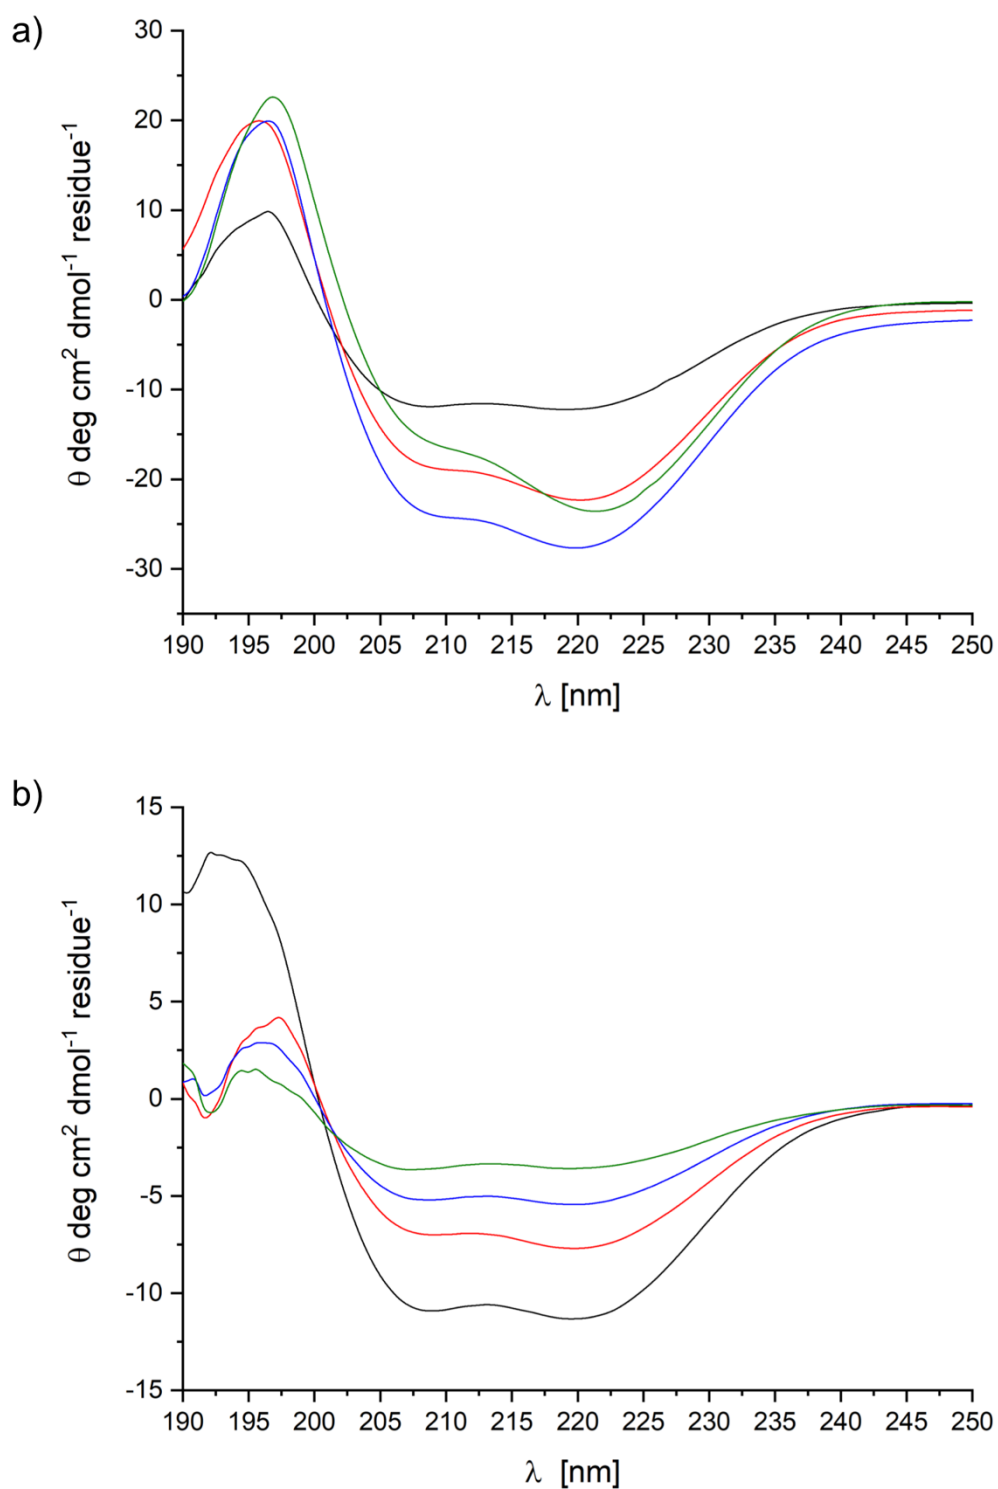 a)
30
20
10
0
-10
-20
-30
θ deg cm² dmol⁻¹ residue⁻¹
190 195 200 205 210 215 220 225 230 235 240 245 250
λ [nm]
b)
15
10
5
0
-5
-10
-15
θ deg cm² dmol⁻¹ residue⁻¹
190 195 200 205 210 215 220 225 230 235 240 245 250
λ [nm]